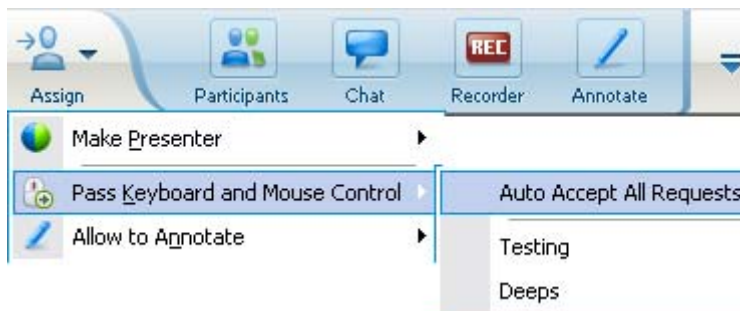 REC
Assign Participants Chat Recorder Annotate
Make Presenter
Pass Keyboard and Mouse Control Auto Accept All Requests
Allow to Annotate
Testing
Deeps